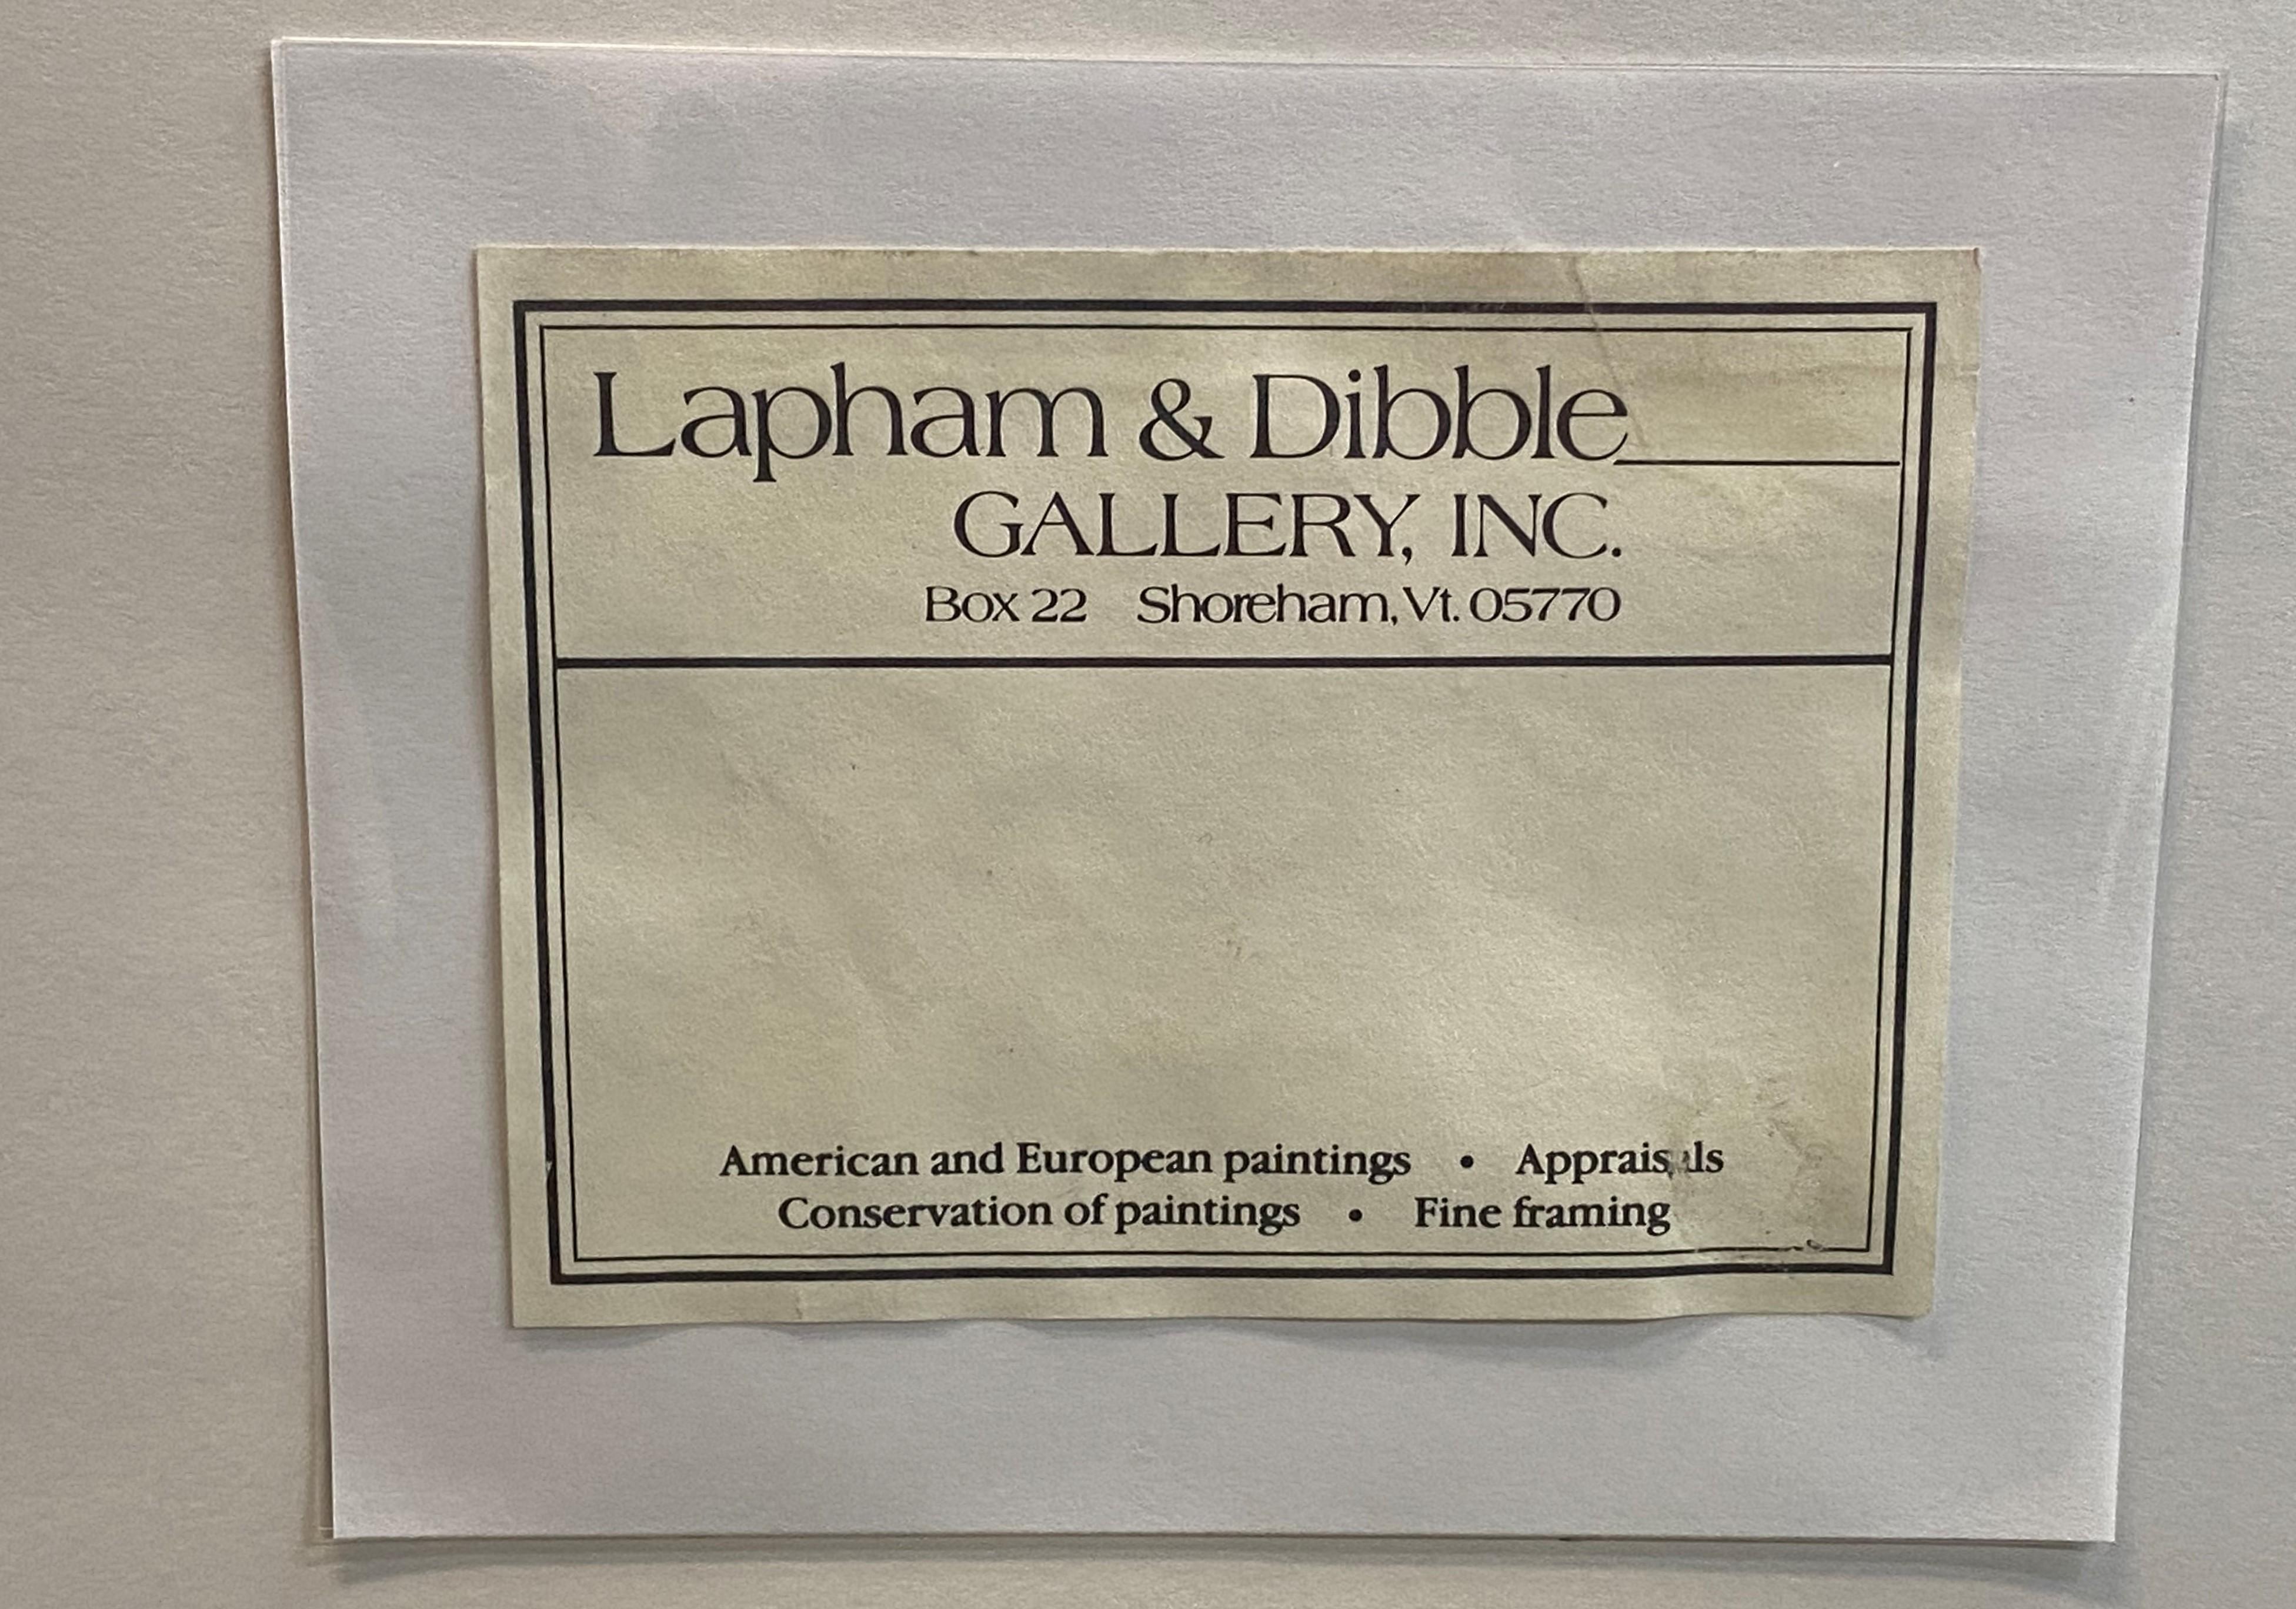 Lapham & Dibble
GALLERY, INC.
Box 22 Shoreham, Vt. 05770
American and European paintings • Appraisals
Conservation of paintings • Fine framing